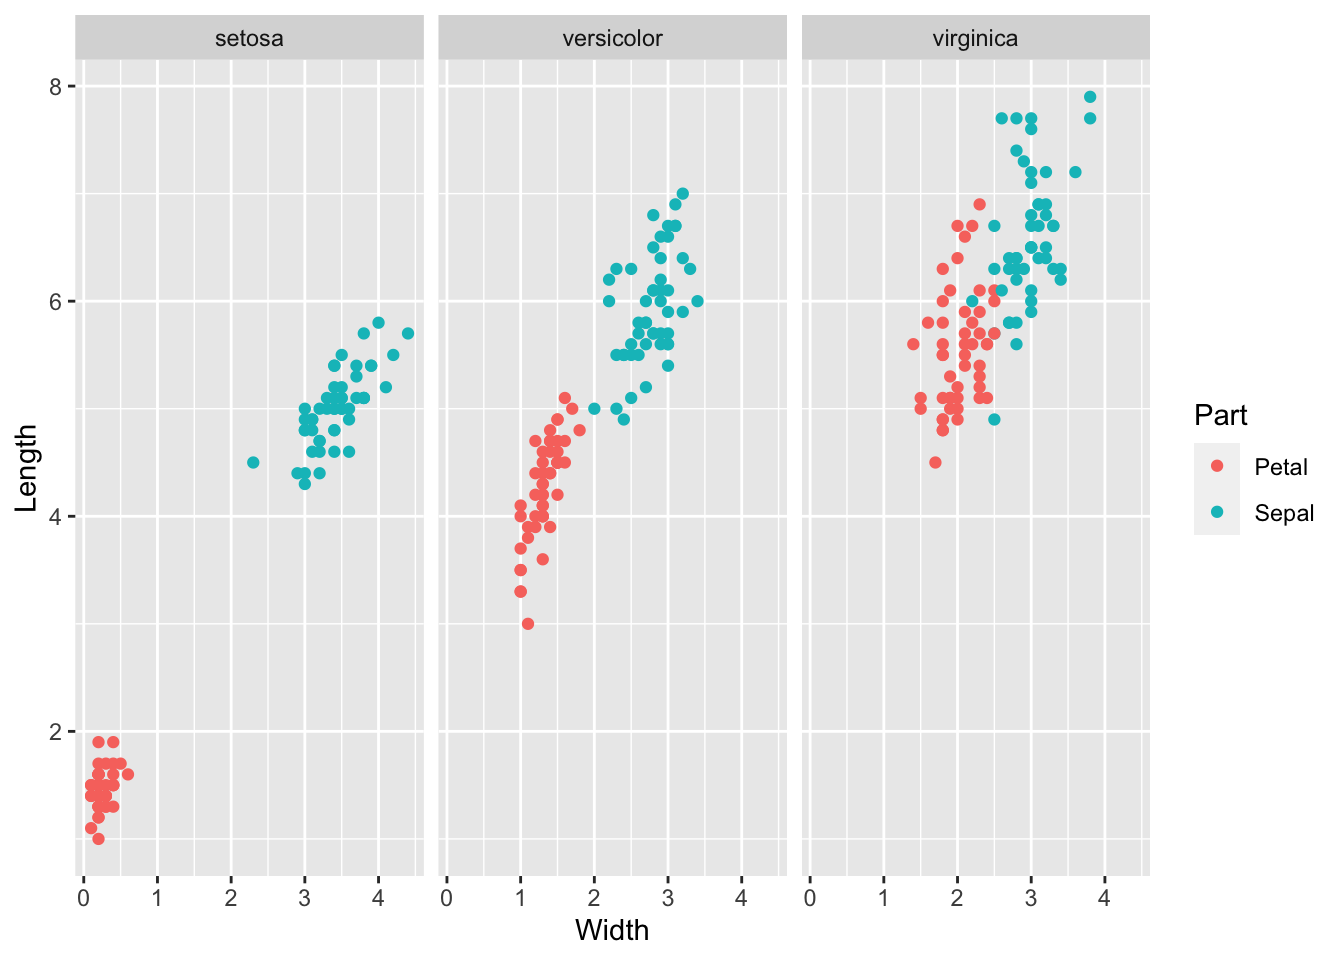 setosa versicolor virginica
8
6
4
2
Length
0 1 2 3 4 0 1 2 3 4 0 1 2 3 4
Width
Part
Petal
Sepal